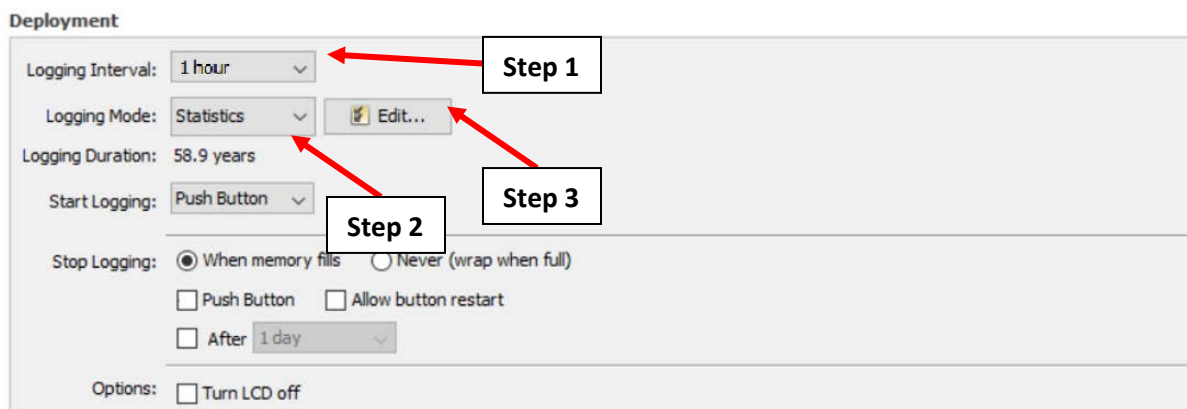 Deployment
Logging Interval: 1 hour
Step 1
Logging Mode: Statistics Edit...
Logging Duration: 58.9 years
Start Logging: Push Button
Step 3
Step 2
Stop Logging: When memory fills Never (wrap when full)
Push Button Allow button restart
After 1 day
Options: Turn LCD off